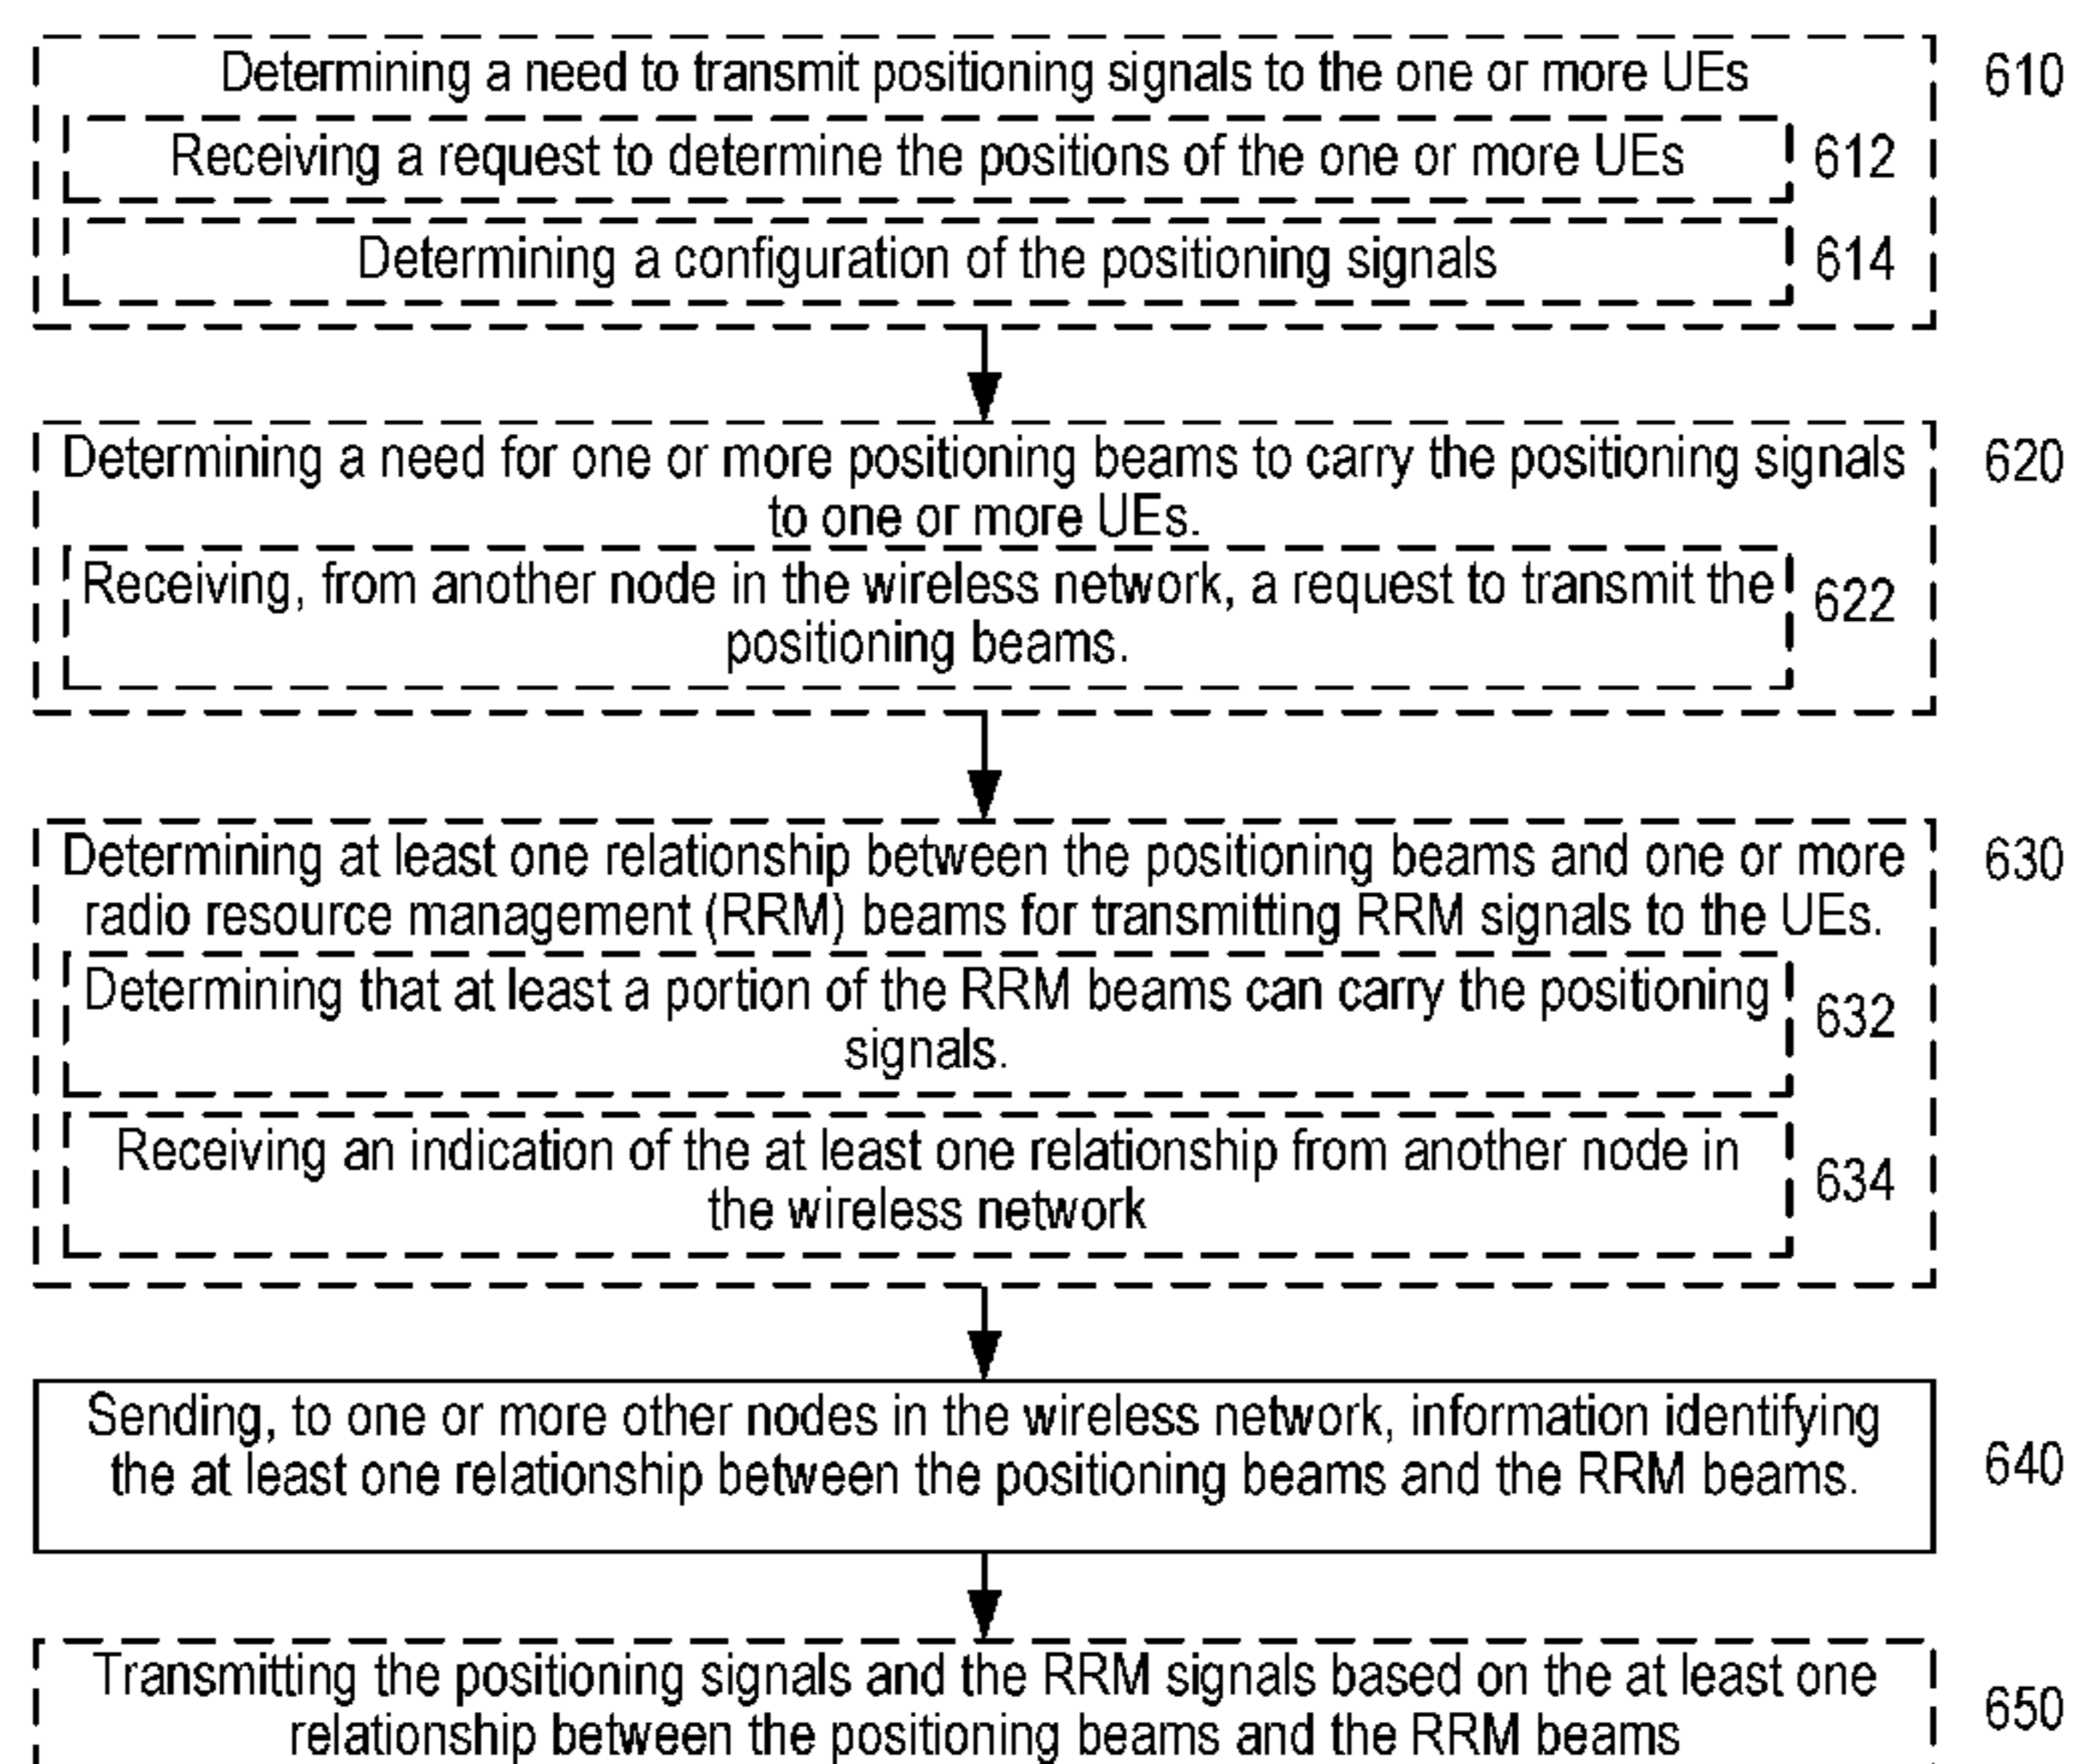 Determining a need to transmit positioning signals to the one or more UEs
610
Receiving a request to determine the positions of the one or more UEs
612
Determining a configuration of the positioning signals
614
Determining a need for one or more positioning beams to carry the positioning signals
to one or more UEs.
620
Receiving, from another node in the wireless network, a request to transmit the
positioning beams.
622
Determining at least one relationship between the positioning beams and one or more
radio resource management (RRM) beams for transmitting RRM signals to the UEs.
630
Determining that at least a portion of the RRM beams can carry the positioning
signals.
632
Receiving an indication of the at least one relationship from another node in
the wireless network
634
Sending, to one or more other nodes in the wireless network, information identifying
the at least one relationship between the positioning beams and the RRM beams.
640
Transmitting the positioning signals and the RRM signals based on the at least one
relationship between the positioning beams and the RRM beams
650